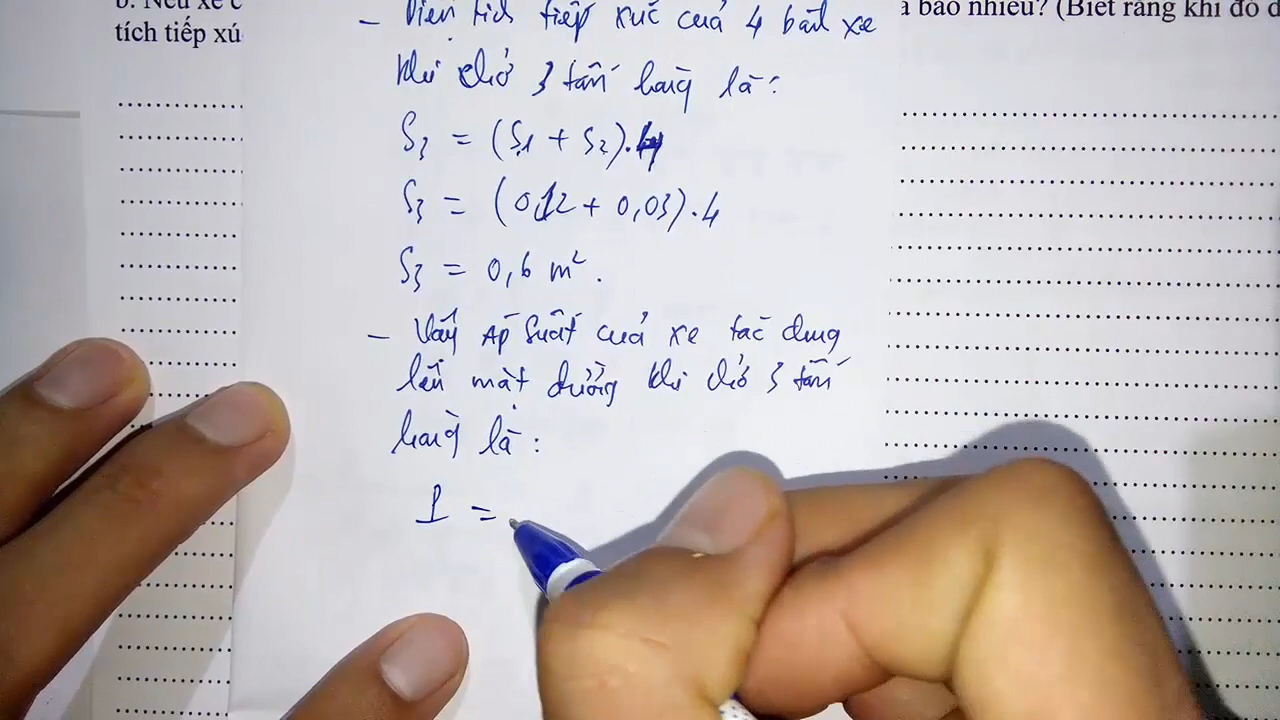 b. Nếu xe c
a bao nhiêu? (Biết rằng khi đó d
tích tiếp xú
- Diện tích tiếp xúc của 4 bánh xe
khi chở 3 tấn hàng là:
S3 = (S1 + S2).4
S3 = (0,12 + 0,03).4
S3 = 0,6 m².
- Vậy áp suất của xe tác dụng
lên mặt đường khi chở 3 tấn
hàng là:
P =